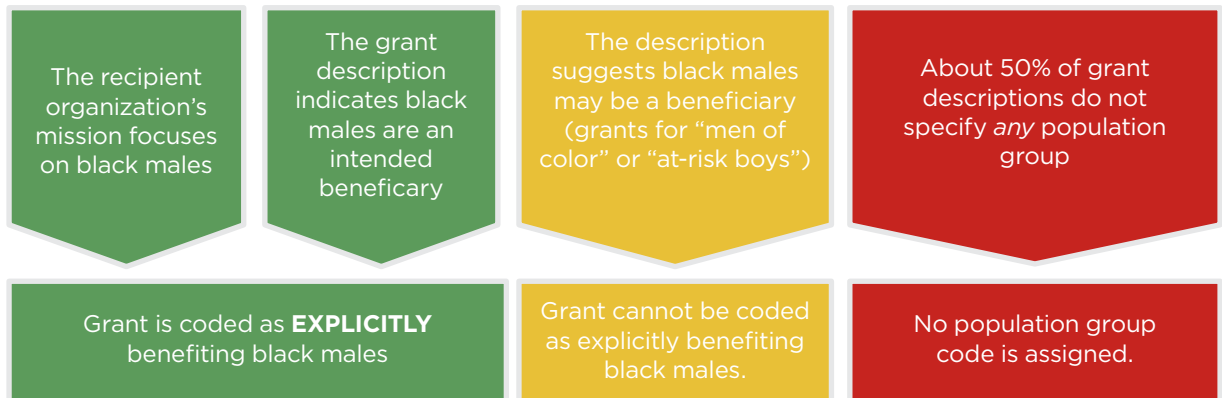 The recipient
organization’s
mission focuses
on black males
The grant
description
indicates black
males are an
intended
beneficary
The description
suggests black males
may be a beneficiary
(grants for “men of
color” or “at-risk boys”)
About 50% of grant
descriptions do not
specify any population
group
Grant is coded as EXPLICITLY
benefiting black males
Grant cannot be coded
as explicitly benefiting
black males.
No population group
code is assigned.